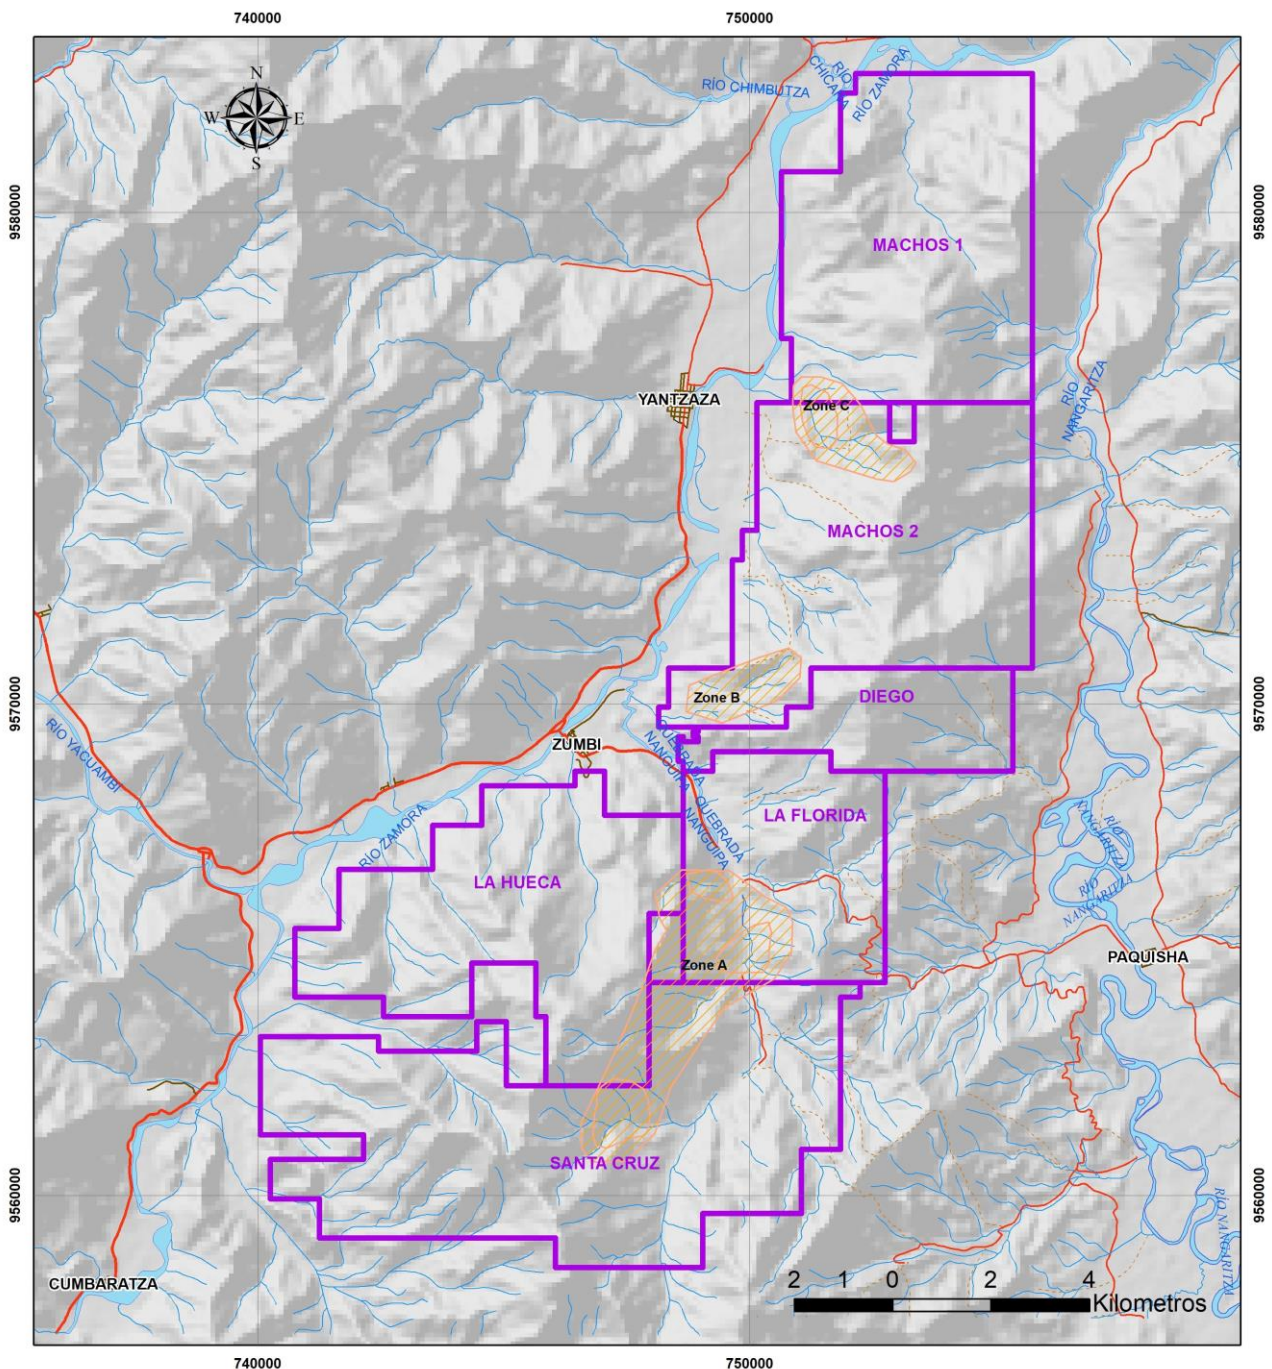 740000
750000
N
W
E
S
RÍO CHIMBUTZA
RÍO
CHICAÑA
RÍO ZAMORA
9580000
9580000
MACHOS 1
YANTZAZA
Zone C
RÍO
NANGARITZA
MACHOS 2
9570000
9570000
Zone B
DIEGO
RÍO YACUAMBI
ZUMBI
QUEBRADA
NANGUIPA
RÍO ZAMORA
QUEBRADA
NANGUIPA
LA FLORIDA
RÍO
NANGARITZA
LA HUECA
RÍO
NANGARITZA
Zone A
PAQUISHA
SANTA CRUZ
9560000
9560000
RÍO NANGARITZA
CUMBARATZA
2 1 0 2 4
Kilometros
740000
750000